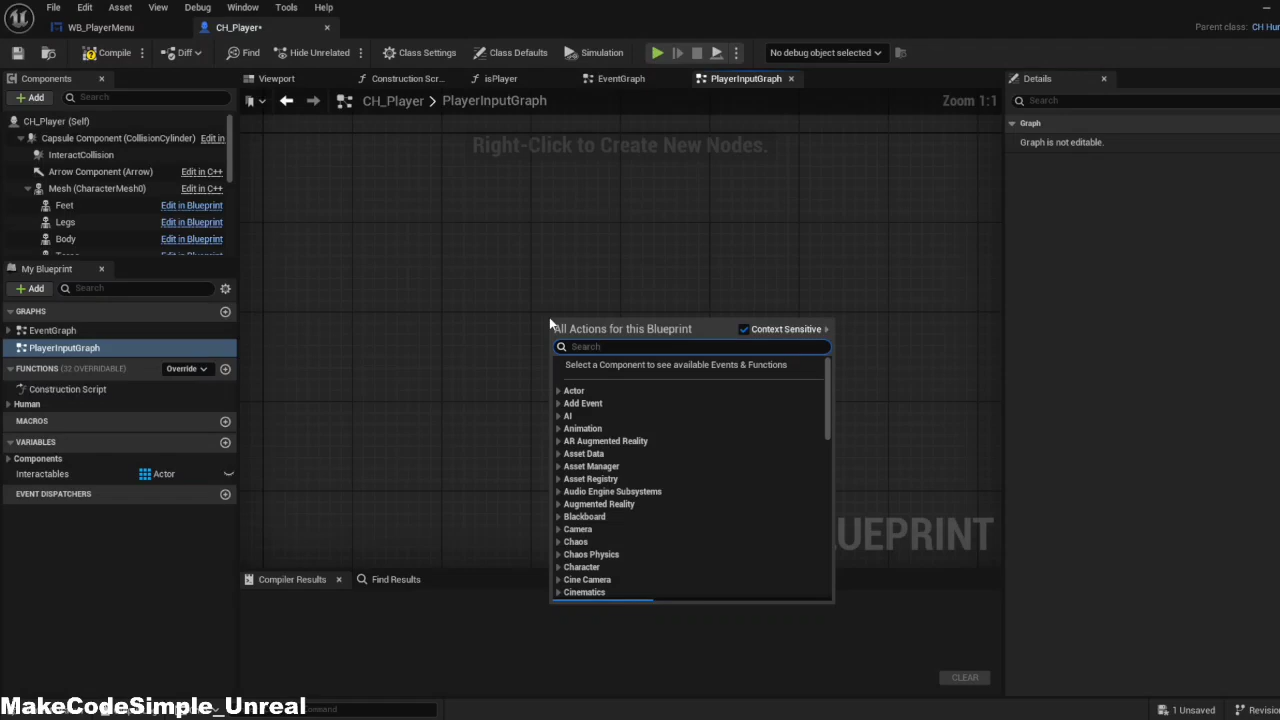 File Edit Asset View Debug Window Tools Help
WB_PlayerMenu CH_Player* Parent class: CH Hur
Compile Diff Find Hide Unrelated Class Settings Class Defaults Simulation No debug object selected
Components Viewport Construction Scr... isPlayer EventGraph PlayerInputGraph Details
Add Search CH_Player PlayerInputGraph Zoom 1:1 Search
CH_Player (Self) Graph
Capsule Component (CollisionCylinder) Edit in Right-Click to Create New Nodes. Graph is not editable.
InteractCollision
Arrow Component (Arrow) Edit in C++
Mesh (CharacterMesh0) Edit in C++
Feet Edit in Blueprint
Legs Edit in Blueprint
Body Edit in Blueprint
Edit in Blueprint
My Blueprint
Add Search
GRAPHS
EventGraph
PlayerInputGraph
FUNCTIONS (32 OVERRIDABLE) Override
Construction Script
Human
MACROS
VARIABLES
Components
Interactables Actor
EVENT DISPATCHERS
All Actions for this Blueprint Context Sensitive
Search
Select a Component to see available Events & Functions
Actor
Add Event
AI
Animation
AR Augmented Reality
Asset Data
Asset Manager
Asset Registry
Audio Engine Subsystems
Augmented Reality
Blackboard
Camera
Chaos
Chaos Physics
Character
Cine Camera
Cinematics
UEPRINT
Compiler Results Find Results
CLEAR
MakeCodeSimple_Unreal
ommand 1 Unsaved Revisio